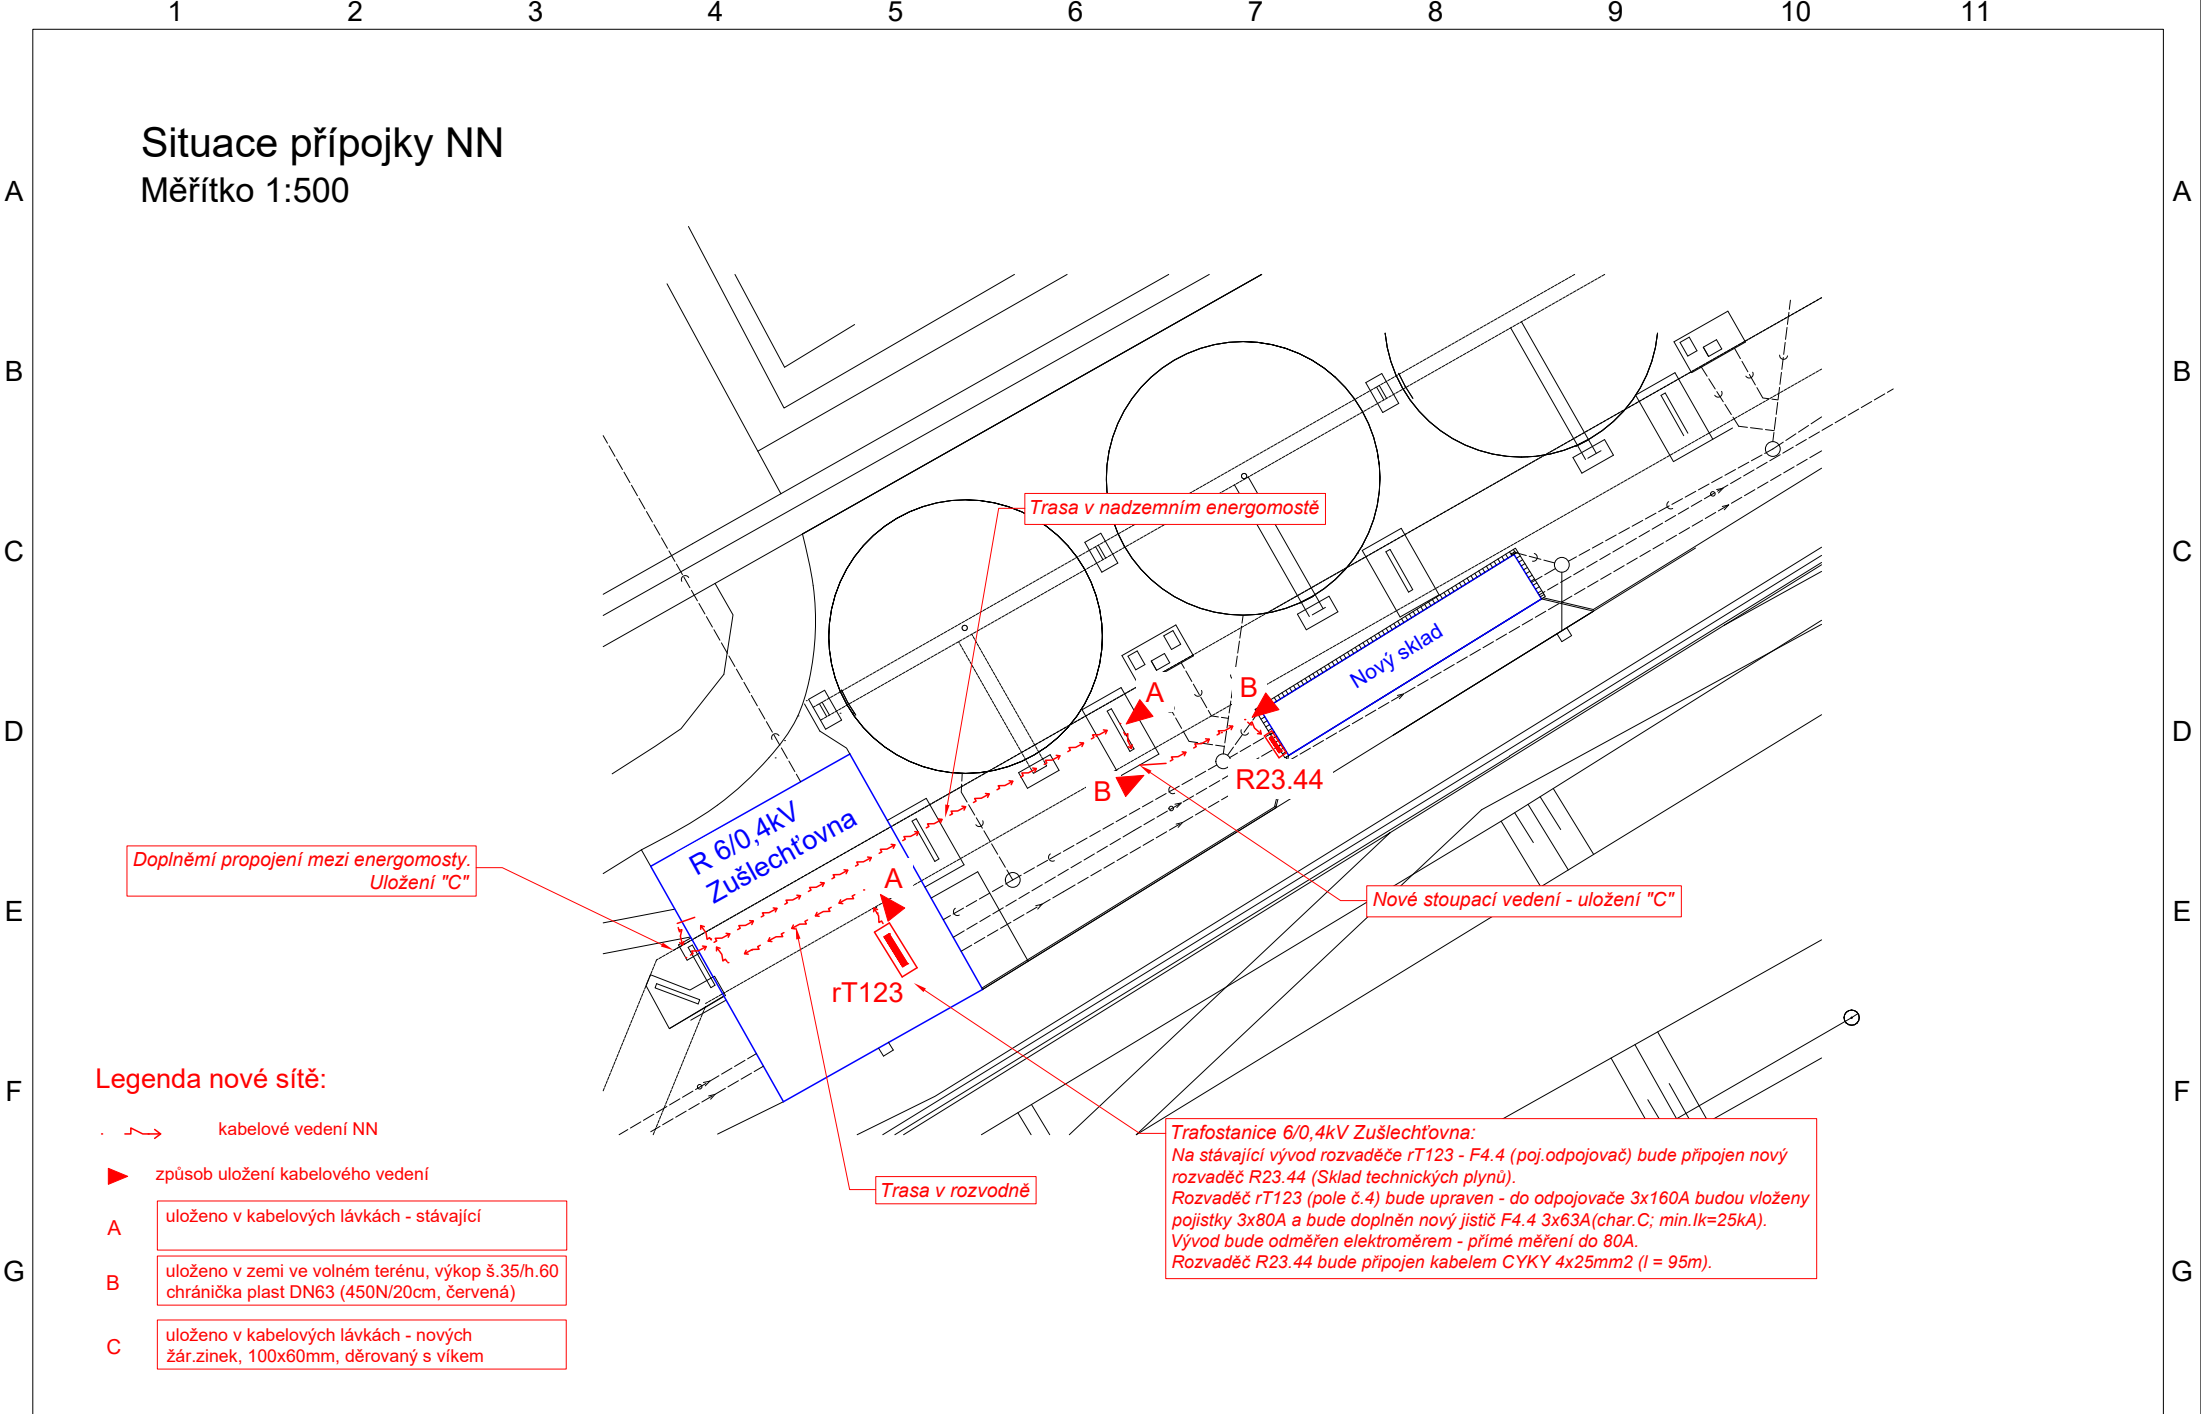 1 2 3 4 5 6 7 8 9 10 11
Situace přípojky NN
Měřítko 1:500
A A
B B
C C
D D
E E
F F
G G
Trasa v nadzemním energomostě
Nový sklad
A
B
B
R23.44
R 6/0,4kV
Zušlechťovna
A
rT123
Doplněmí propojení mezi energomosty.
Uložení "C"
Nové stoupací vedení - uložení "C"
Trasa v rozvodně
Trafostanice 6/0,4kV Zušlechťovna:
Na stávající vývod rozvaděče rT123 - F4.4 (poj.odpojovač) bude připojen nový
rozvaděč R23.44 (Sklad technických plynů).
Rozvaděč rT123 (pole č.4) bude upraven - do odpojovače 3x160A budou vloženy
pojistky 3x80A a bude doplněn nový jistič F4.4 3x63A(char.C; min.Ik=25kA).
Vývod bude odměřen elektroměrem - přímé měření do 80A.
Rozvaděč R23.44 bude připojen kabelem CYKY 4x25mm2 (l = 95m).
Legenda nové sítě:
kabelové vedení NN
způsob uložení kabelového vedení
A uloženo v kabelových lávkách - stávající
B uloženo v zemi ve volném terénu, výkop š.35/h.60
chránička plast DN63 (450N/20cm, červená)
C uloženo v kabelových lávkách - nových
žár.zinek, 100x60mm, děrovaný s víkem